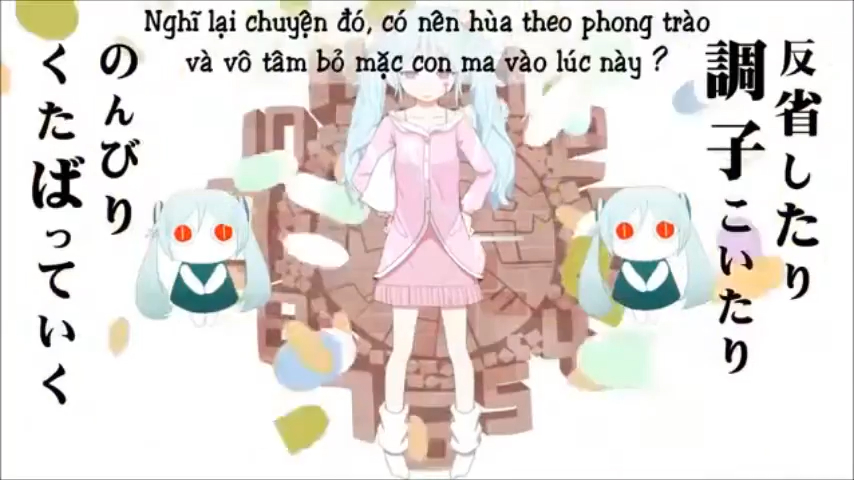 Nghĩ lại chuyện đó, có nên hùa theo phong trào
và vô tâm bỏ mặc con ma vào lúc này ?
反省したり
調子こいたり
のんびり
くたばっていく